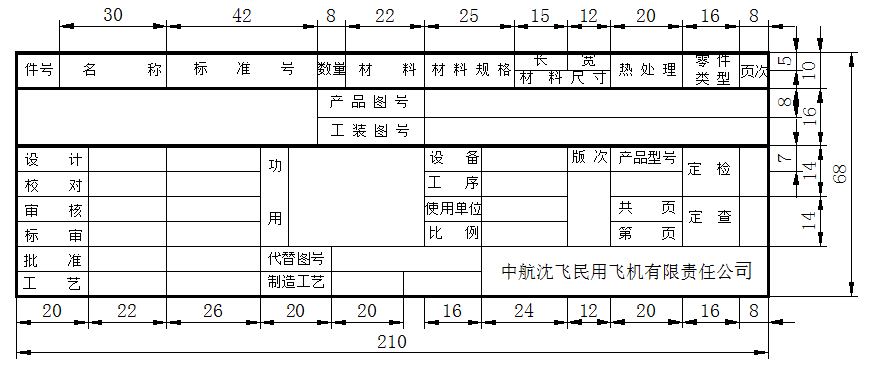 30 42 8 22 25 15 12 20 16 8
件号 名 称 标 准 号 数量 材 料 材 料 规 格 长 宽 热 处 理 零 件 页次 5 10
材 料 尺 寸 类 型
产 品 图 号 8 16
工 装 图 号
设 计 功 设 备 版 次 产品型号 定 检 7 14 68
校 对 工 序
审 核 用 使用单位 共 页 定 查 14
标 审 比 例 第 页
批 准 代替图号 中航沈飞民用飞机有限责任公司
工 艺 制造工艺
20 22 26 20 20 16 24 12 20 16 8
210